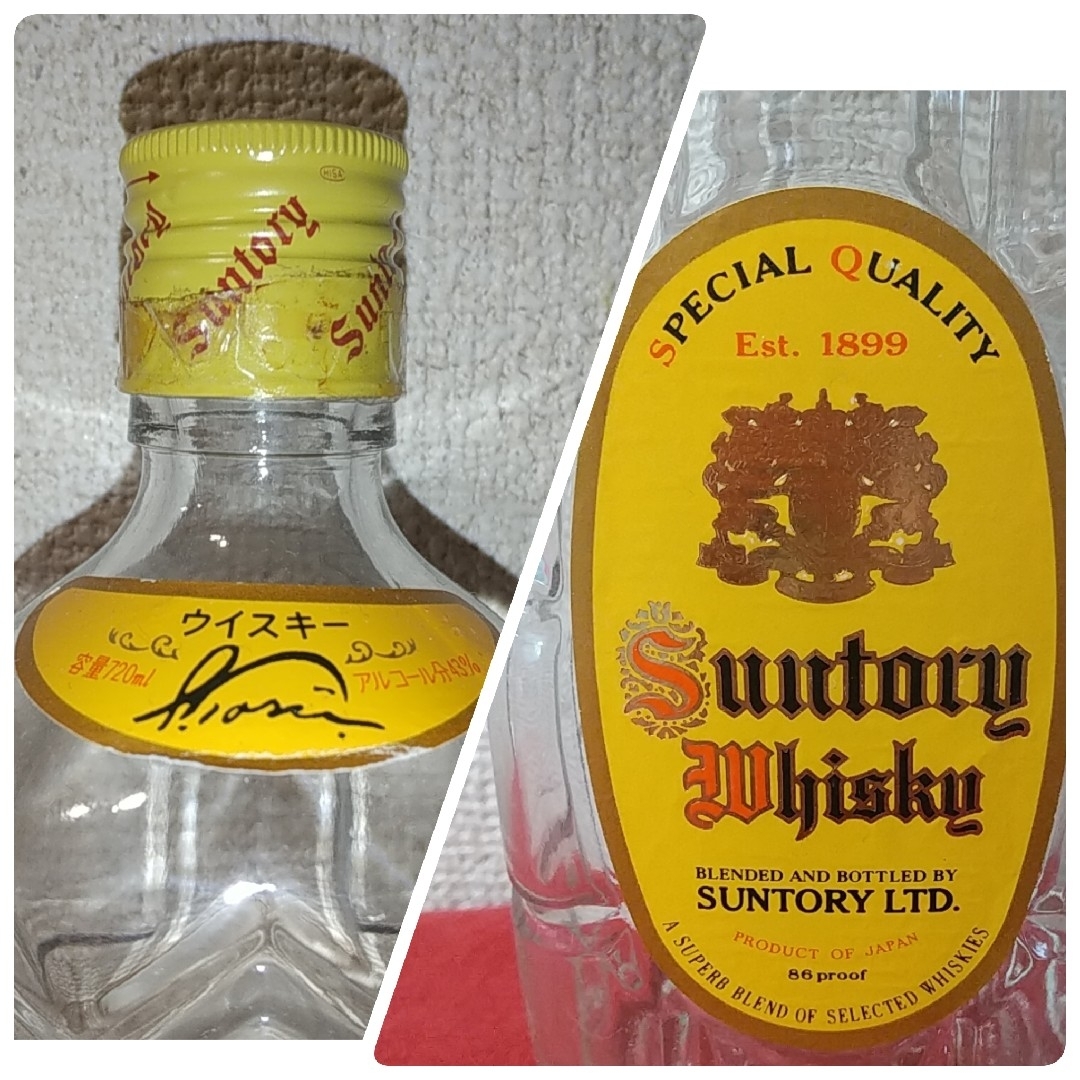 HISA
Suntory
Suntory
ウイスキー
容量720ml
アルコール分43%
SPECIAL QUALITY
Est. 1899
Suntory
Whisky
BLENDED AND BOTTLED BY
SUNTORY LTD.
PRODUCT OF JAPAN
86 proof
A SUPERB BLEND OF SELECTED WHISKIES